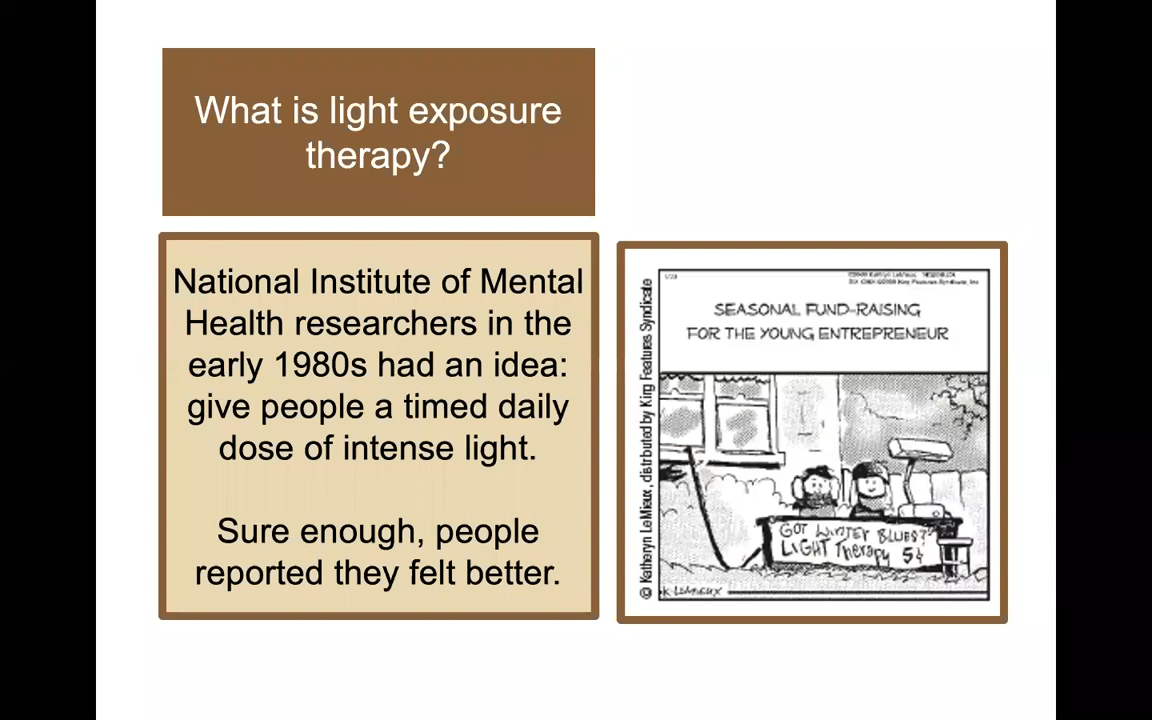 What is light exposure
therapy?
National Institute of Mental
Health researchers in the
early 1980s had an idea:
give people a timed daily
dose of intense light.
Sure enough, people
reported they felt better.
© Katheryn LeMieux, distributed by King Features Syndicate
SEASONAL FUND-RAISING
FOR THE YOUNG ENTREPRENEUR
GOT WINTER BLUES?
LIGHT Therapy 5¢
K LEMIEUX